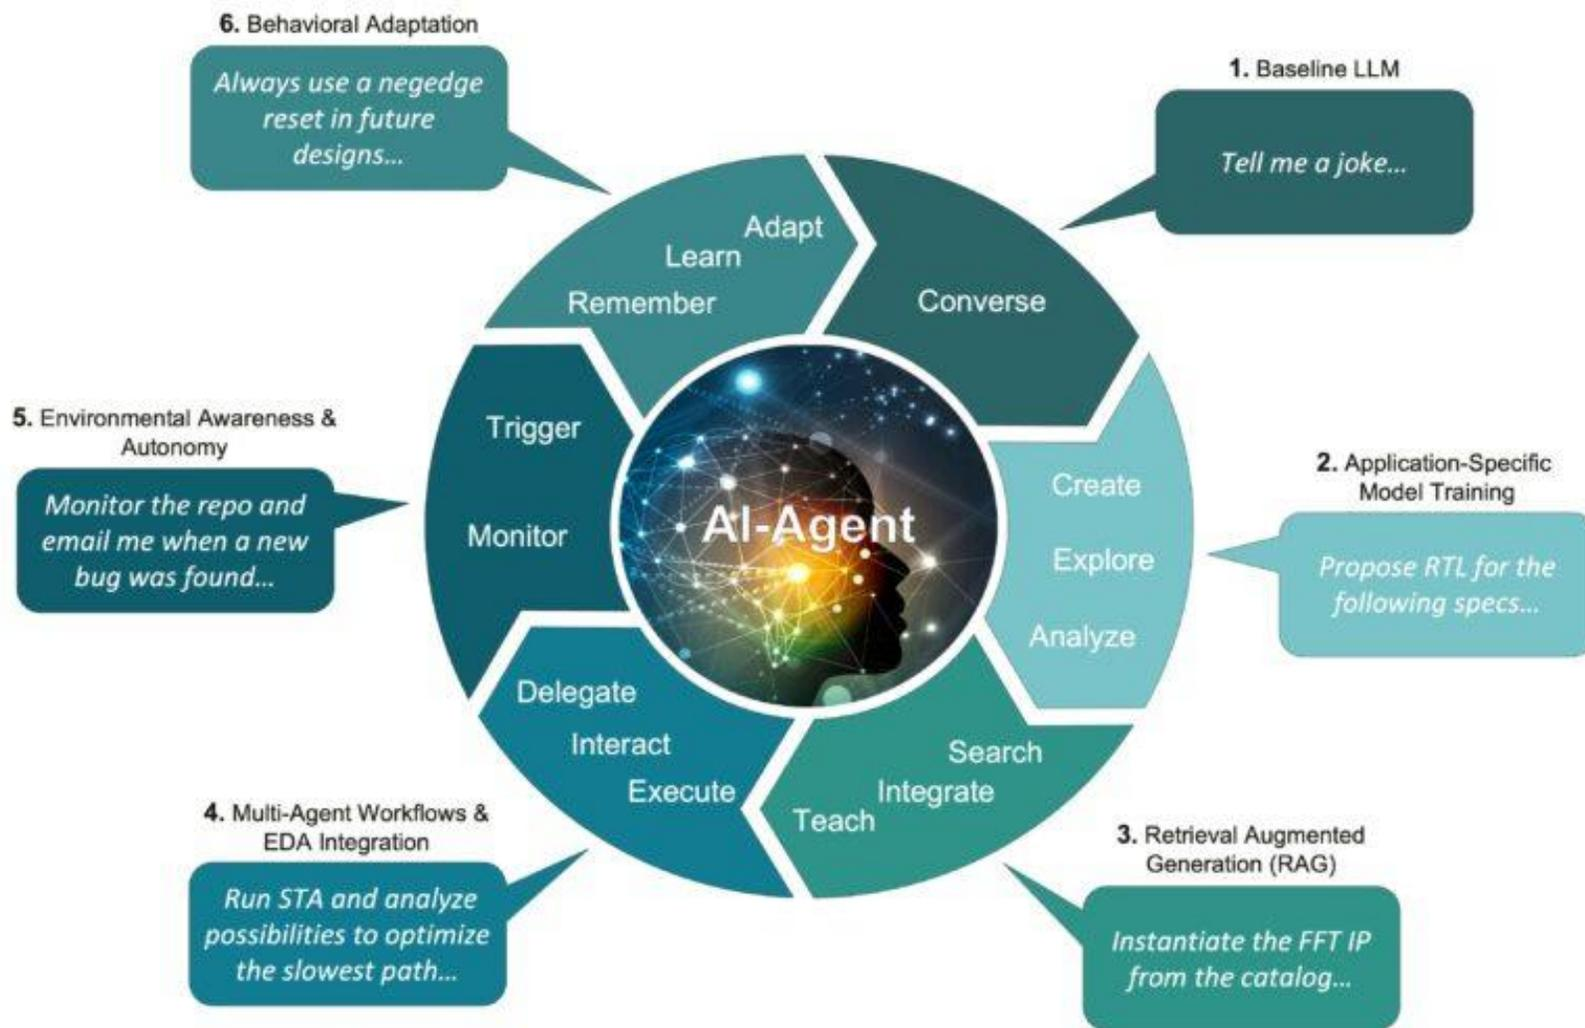 6. Behavioral Adaptation
Always use a negedge
reset in future
designs...
1. Baseline LLM
Tell me a joke...
Adapt
Learn
Remember
Converse
5. Environmental Awareness &
Autonomy
Monitor the repo and
email me when a new
bug was found...
Trigger
Monitor
AI-Agent
Create
Explore
Analyze
2. Application-Specific
Model Training
Propose RTL for the
following specs...
Delegate
Interact
Execute
Search
Integrate
Teach
4. Multi-Agent Workflows &
EDA Integration
Run STA and analyze
possibilities to optimize
the slowest path...
3. Retrieval Augmented
Generation (RAG)
Instantiate the FFT IP
from the catalog...